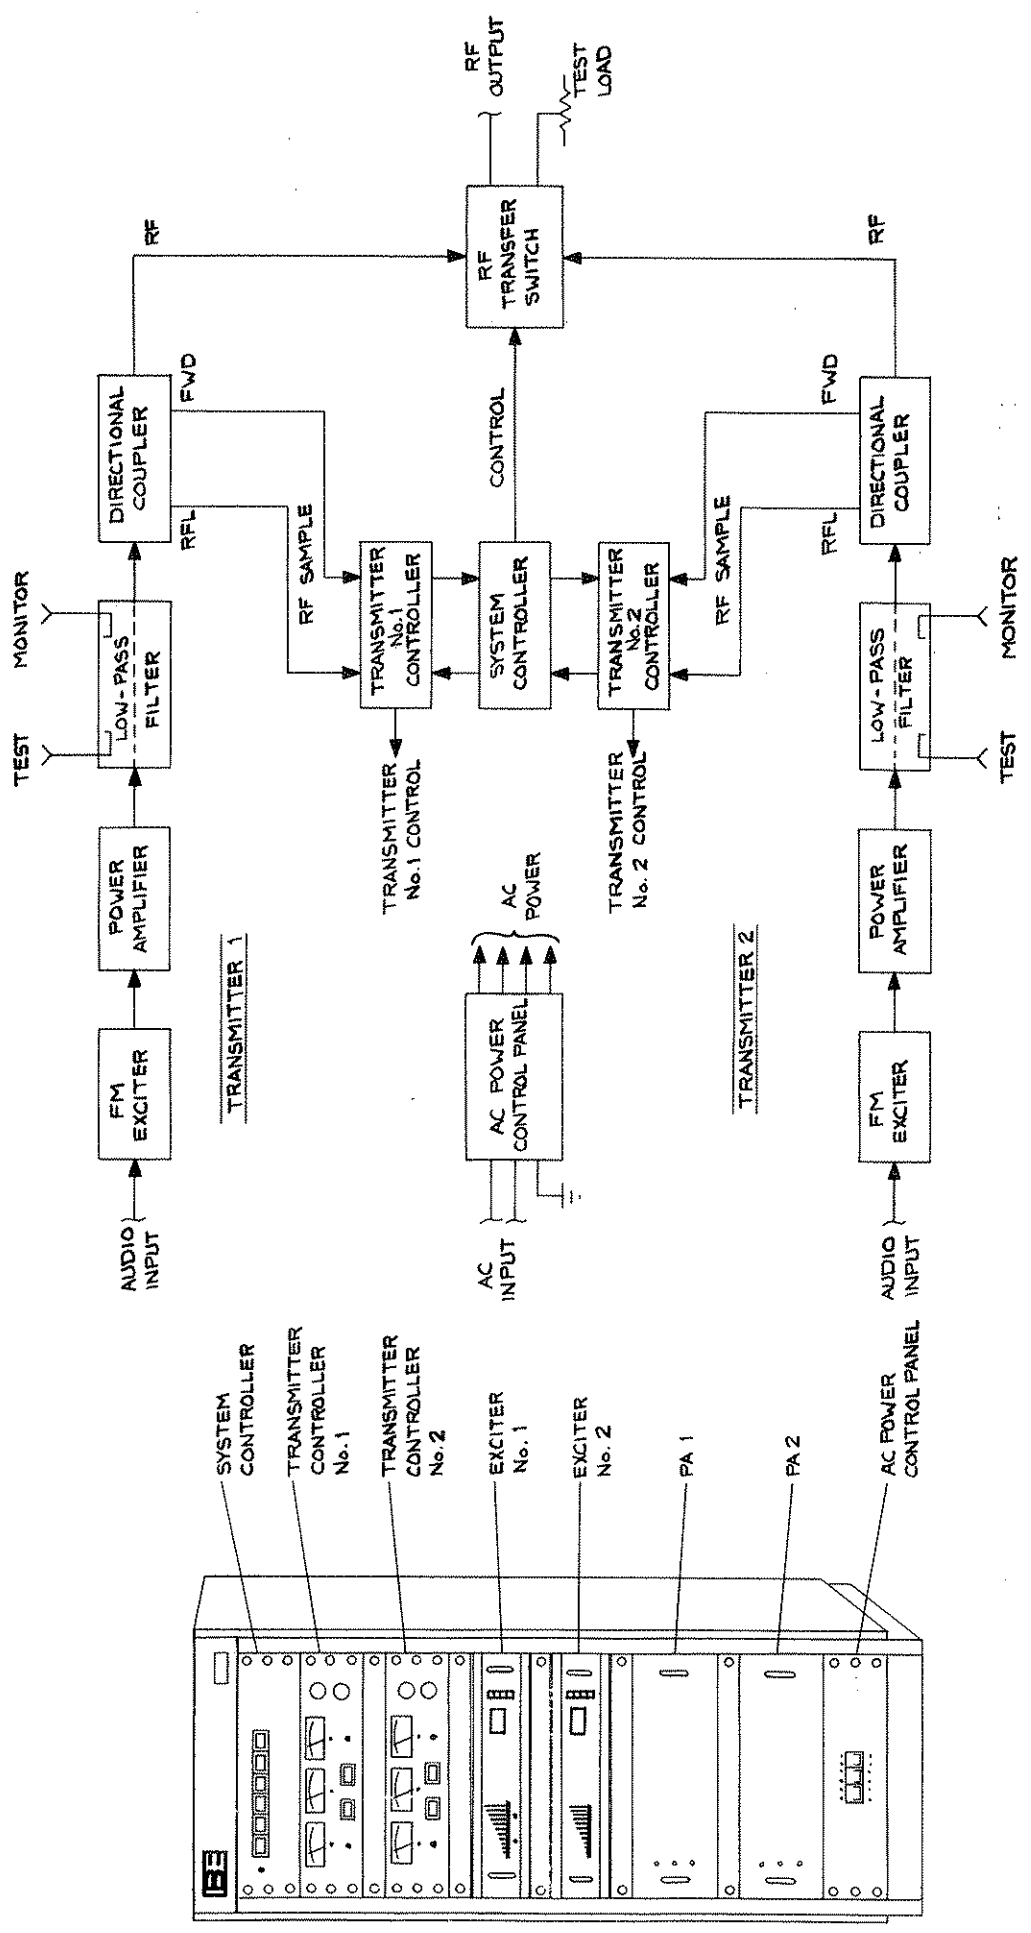 BE
SYSTEM
CONTROLLER
TRANSMITTER
CONTROLLER
No. 1
TRANSMITTER
CONTROLLER
No. 2
EXCITER
No. 1
EXCITER
No. 2
PA 1
PA 2
AC POWER
CONTROL PANEL
AUDIO
INPUT
FM
EXCITER
POWER
AMPLIFIER
TEST
MONITOR
LOW-PASS
FILTER
DIRECTIONAL
COUPLER
RFL
FWD
RF
TRANSMITTER 1
RF SAMPLE
TRANSMITTER
No.1
CONTROLLER
TRANSMITTER
No.1 CONTROL
AC
INPUT
AC POWER
CONTROL PANEL
AC
POWER
SYSTEM
CONTROLLER
CONTROL
RF
TRANSFER
SWITCH
RF
OUTPUT
TEST
LOAD
TRANSMITTER
No.2
CONTROLLER
TRANSMITTER
No. 2 CONTROL
RF SAMPLE
TRANSMITTER 2
AUDIO
INPUT
FM
EXCITER
POWER
AMPLIFIER
LOW-PASS
FILTER
DIRECTIONAL
COUPLER
RFL
FWD
RF
TEST
MONITOR